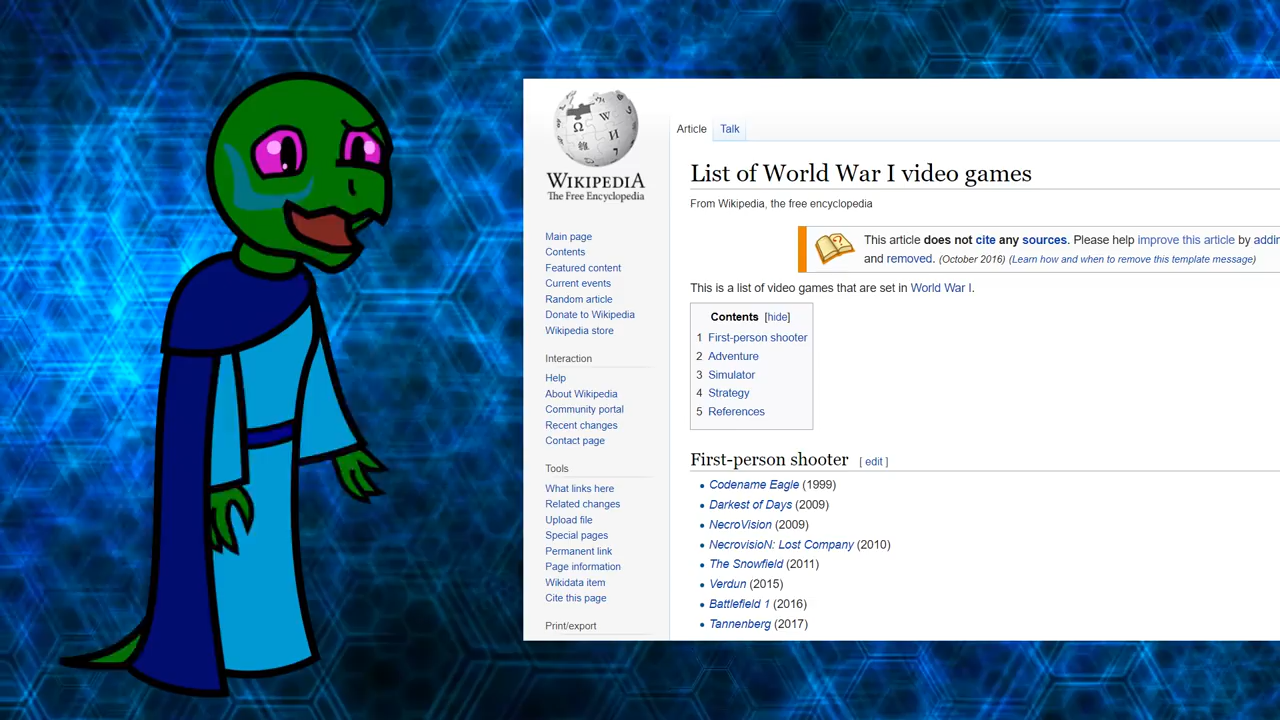 WIKIPEDIA
The Free Encyclopedia
Main page
Contents
Featured content
Current events
Random article
Donate to Wikipedia
Wikipedia store
Interaction
Help
About Wikipedia
Community portal
Recent changes
Contact page
Tools
What links here
Related changes
Upload file
Special pages
Permanent link
Page information
Wikidata item
Cite this page
Print/export
Article Talk
List of World War I video games
From Wikipedia, the free encyclopedia
This article does not cite any sources. Please help improve this article by
and removed. (October 2016) (Learn how and when to remove this template message)
This is a list of video games that are set in World War I.
Contents [hide]
1 First-person shooter
2 Adventure
3 Simulator
4 Strategy
5 References
First-person shooter [ edit ]
• Codename Eagle (1999)
• Darkest of Days (2009)
• NecroVision (2009)
• NecrovisioN: Lost Company (2010)
• The Snowfield (2011)
• Verdun (2015)
• Battlefield 1 (2016)
• Tannenberg (2017)